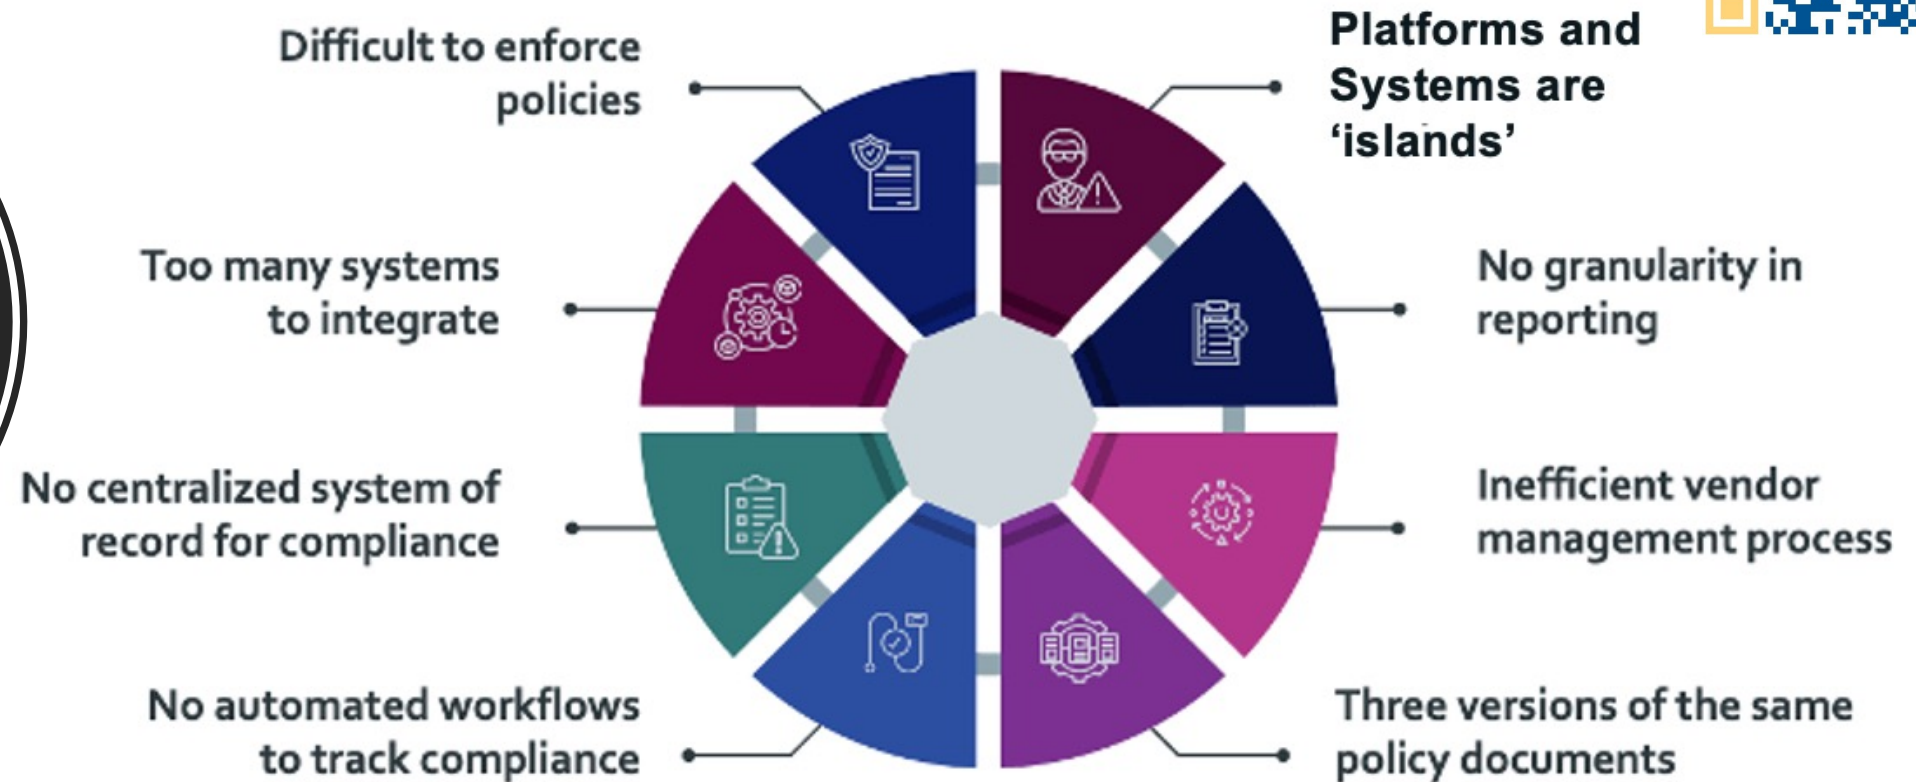 Difficult to enforce
policies
Platforms and
Systems are
‘islands’
Too many systems
to integrate
No granularity in
reporting
No centralized system of
record for compliance
Inefficient vendor
management process
No automated workflows
to track compliance
Three versions of the same
policy documents